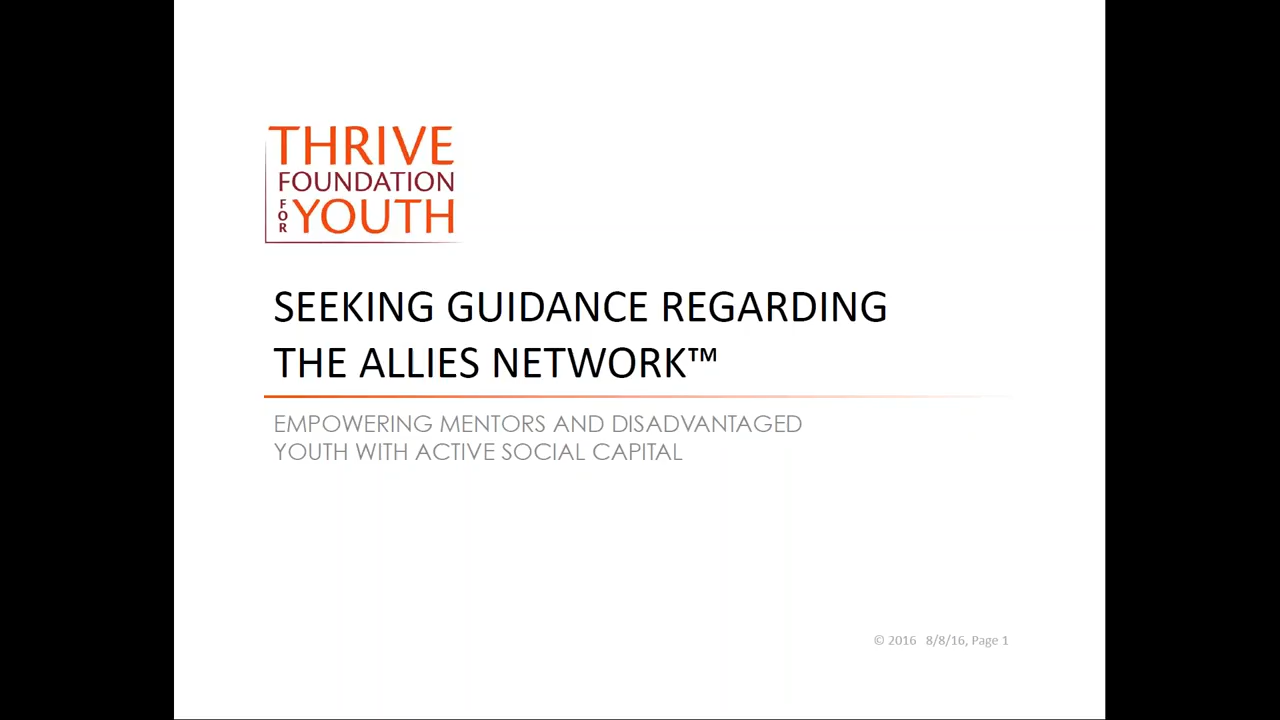 THRIVE
FOUNDATION
FOR YOUTH
SEEKING GUIDANCE REGARDING
THE ALLIES NETWORK™
EMPOWERING MENTORS AND DISADVANTAGED
YOUTH WITH ACTIVE SOCIAL CAPITAL
© 2016 8/8/16, Page 1